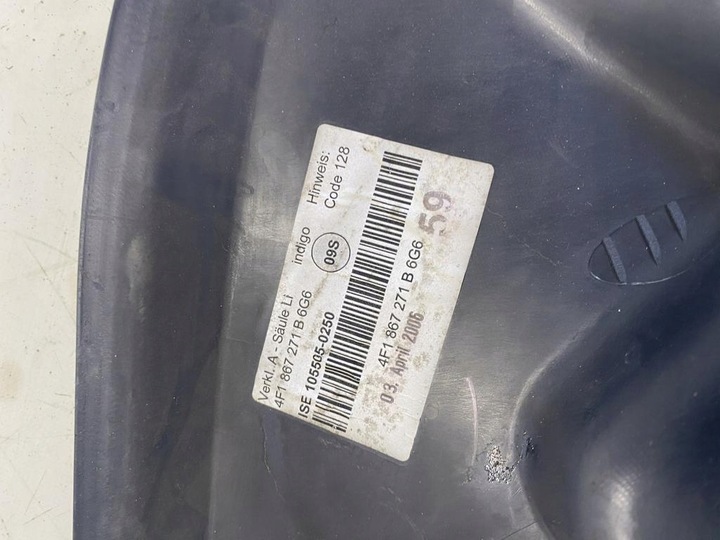 Verkl. A - Säule Li
4F1 867 271 B 6G6 indigo Hinweis:
ISE 105505-0250 09S Code 128
4F1 867 271 B 6G6
03. April 2006 59